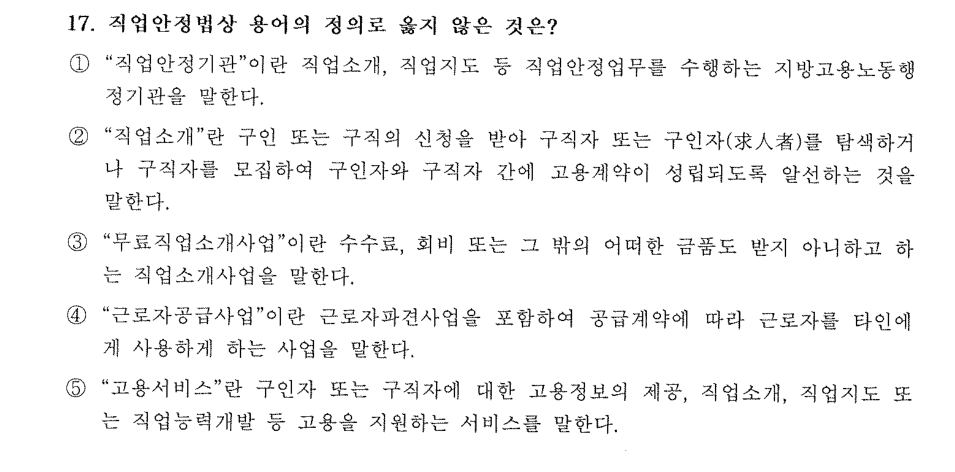 17. 직업안정법상 용어의 정의로 옳지 않은 것은?
① “직업안정기관”이란 직업소개, 직업지도 등 직업안정업무를 수행하는 지방고용노동행
정기관을 말한다.
② “직업소개”란 구인 또는 구직의 신청을 받아 구직자 또는 구인자(求人者)를 탐색하거
나 구직자를 모집하여 구인자와 구직자 간에 고용계약이 성립되도록 알선하는 것을
말한다.
③ “무료직업소개사업”이란 수수료, 회비 또는 그 밖의 어떠한 금품도 받지 아니하고 하
는 직업소개사업을 말한다.
④ “근로자공급사업”이란 근로자파견사업을 포함하여 공급계약에 따라 근로자를 타인에
게 사용하게 하는 사업을 말한다.
⑤ “고용서비스”란 구인자 또는 구직자에 대한 고용정보의 제공, 직업소개, 직업지도 또
는 직업능력개발 등 고용을 지원하는 서비스를 말한다.